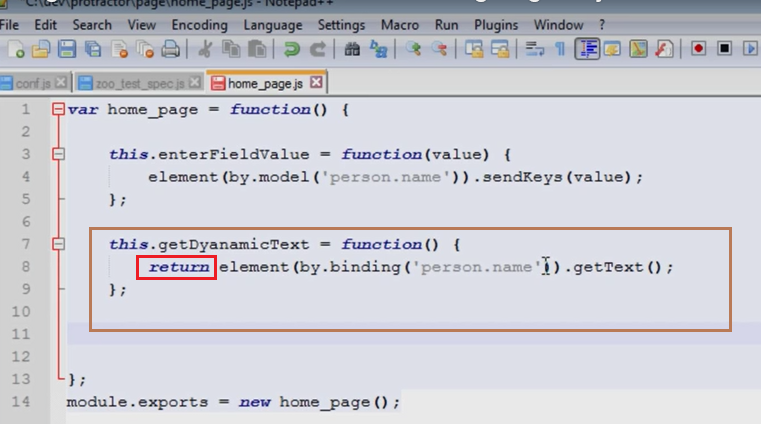 C:\dev\protractor\page\home_page.js - Notepad++
File Edit Search View Encoding Language Settings Macro Run Plugins Window ?
conf.js zoo_test_spec.js home_page.js
1 var home_page = function() {
2
3 this.enterFieldValue = function(value) {
4 element(by.model('person.name')).sendKeys(value);
5 };
6
7 this.getDyanamicText = function() {
8 return element(by.binding('person.name')).getText();
9 };
10
11
12
13 };
14 module.exports = new home_page();